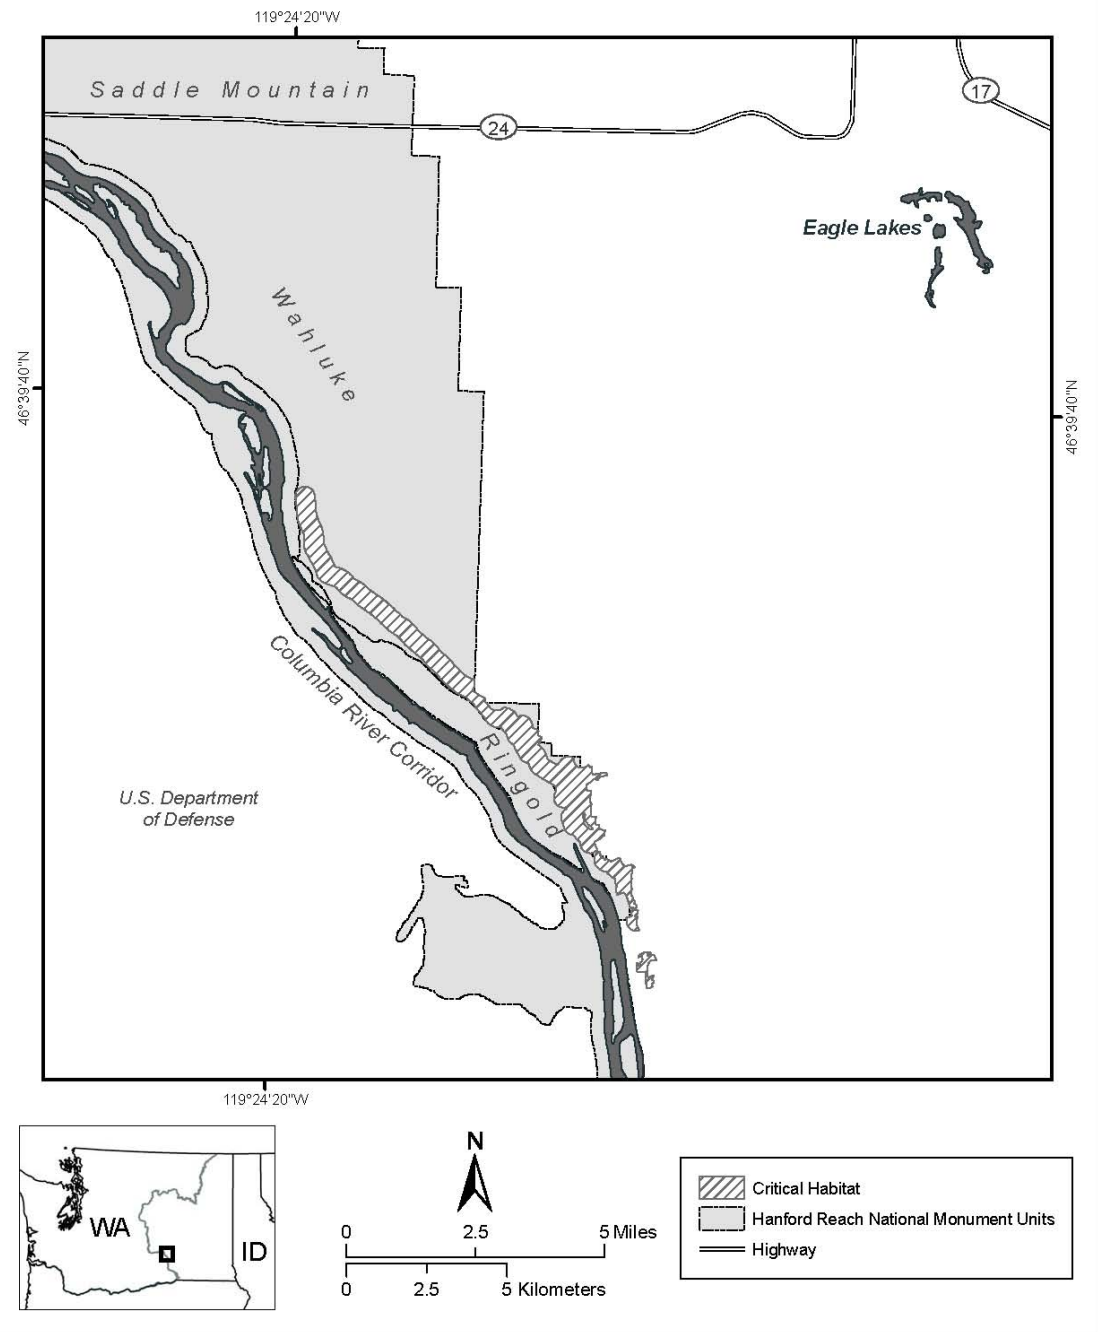 119°24'20"W
Saddle Mountain
24
17
Eagle Lakes
Wahluke
46°39'40"N
46°39'40"N
Columbia River Corridor
Ringold
U.S. Department
of Defense
119°24'20"W
WA
ID
N
0 2.5 5 Miles
0 2.5 5 Kilometers
Critical Habitat
Hanford Reach National Monument Units
Highway